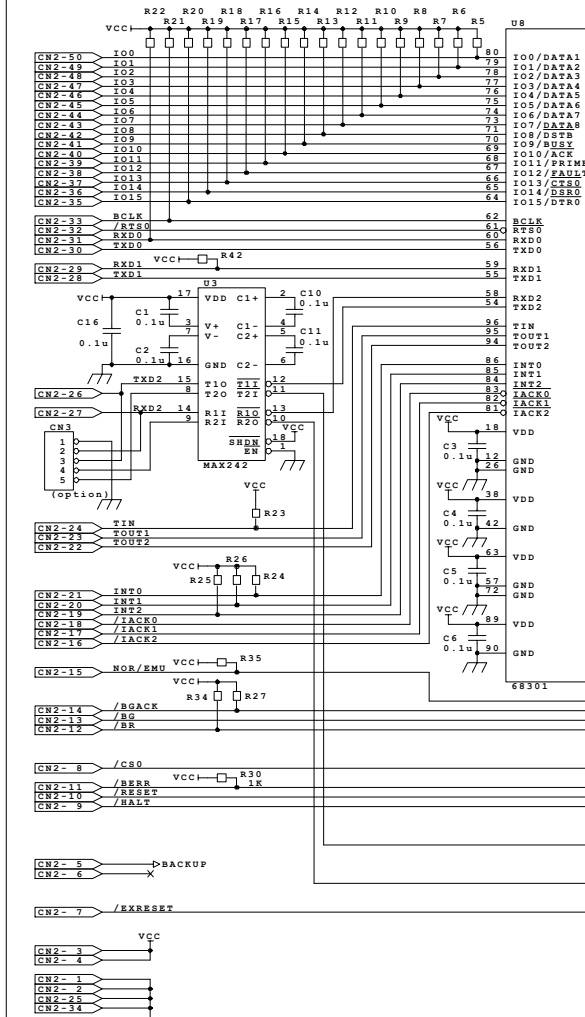 R22 R20 R18 R16 R14 R12 R10 R8 R6
R21 R19 R17 R15 R13 R11 R9 R7 R5
VCC
U8
CN2-50 IO0 80 IO0/DATA1
CN2-49 IO1 79 IO1/DATA2
CN2-48 IO2 78 IO2/DATA3
CN2-47 IO3 77 IO3/DATA4
CN2-46 IO4 76 IO4/DATA5
CN2-45 IO5 75 IO5/DATA6
CN2-44 IO6 74 IO6/DATA7
CN2-43 IO7 73 IO7/DATA8
CN2-42 IO8 71 IO8/DSTB
CN2-41 IO9 70 IO9/BUSY
CN2-40 IO10 69 IO10/ACK
CN2-39 IO11 68 IO11/PRIME
CN2-38 IO12 67 IO12/FAULT
CN2-37 IO13 66 IO13/CTS0
CN2-36 IO14 65 IO14/DSR0
CN2-35 IO15 64 IO15/DTR0
CN2-33 BCLK 62 BCLK
CN2-32 /RTS0 61 RTS0
CN2-31 RXD0 60 RXD0
CN2-30 TXD0 56 TXD0
VCC R42
CN2-29 RXD1 59 RXD1
CN2-28 TXD1 55 TXD1
U3
VCC 17 VDD C1+ 2 C10 0.1u
58 RXD2
54 TXD2
C1 0.1u
C16 0.1u
3 V+ C1- 4
7 V- C2+ 5 C11 0.1u
96 TIN
95 TOUT1
94 TOUT2
C2 0.1u
16 GND C2- 6
86 INT0
85 INT1
84 INT2
83 IACK0
82 IACK1
81 IACK2
CN2-26 TXD2 15 T1O T1I 12
8 T2O T2I 11
CN2-27 RXD2 14 R1I R1O 13
9 R2I R2O 10
CN3
1
2
3
4
5
(option)
SHDN 18 VCC
EN 1
MAX242
VCC 18 VDD
C3 0.1u
12 GND
26 GND
VCC
R23
VCC 38 VDD
C4 0.1u
42 GND
CN2-24 TIN
CN2-23 TOUT1
CN2-22 TOUT2
VCC 63 VDD
C5 0.1u
57 GND
72 GND
VCC R26
R25 R24
CN2-21 INT0
CN2-20 INT1
CN2-19 INT2
CN2-18 /IACK0
CN2-17 /IACK1
CN2-16 /IACK2
VCC 89 VDD
C6 0.1u
90 GND
68301
VCC R35
CN2-15 NOR/EMU
VCC
R34 R27
CN2-14 /BGACK
CN2-13 /BG
CN2-12 /BR
CN2- 8 /CS0
VCC R30 1K
CN2-11 /BERR
CN2-10 /RESET
CN2- 9 /HALT
CN2- 5 BACKUP
CN2- 6
CN2- 7 /EXRESET
VCC
CN2- 3
CN2- 4
CN2- 1
CN2- 2
CN2-25
CN2-34